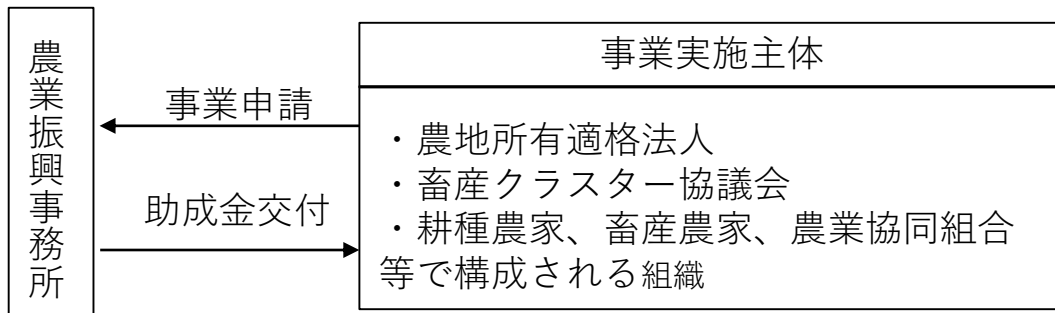 農業振興事務所
事業申請
助成金交付
事業実施主体
・農地所有適格法人
・畜産クラスター協議会
・耕種農家、畜産農家、農業協同組合
等で構成される組織